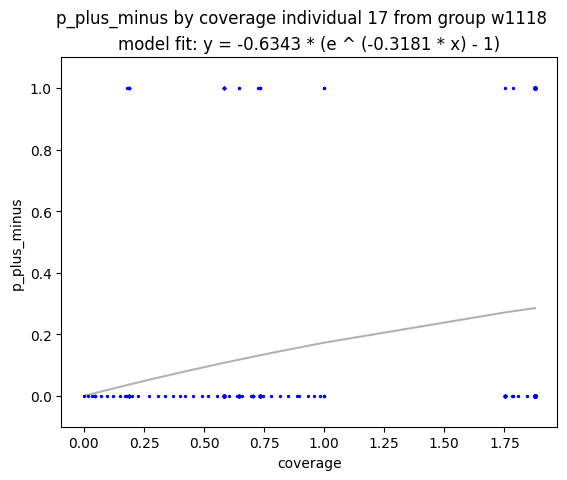 p_plus_minus by coverage individual 17 from group w1118
model fit: y = -0.6343 * (e ^ (-0.3181 * x) - 1)
1.0
0.8
0.6
0.4
0.2
0.0
p_plus_minus
0.00 0.25 0.50 0.75 1.00 1.25 1.50 1.75
coverage